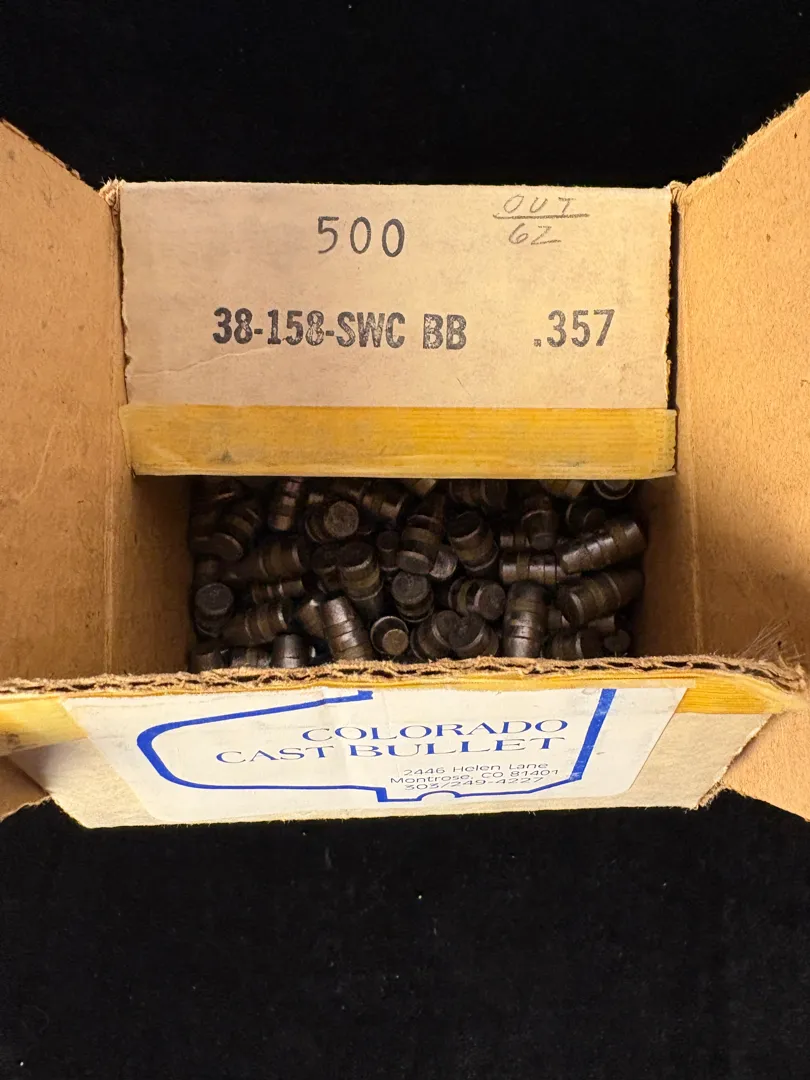 500
OUT
62
38-158-SWC BB .357
COLORADO
CAST BULLET
2446 Helen Lane
Montrose, CO 81401
303/249-4227